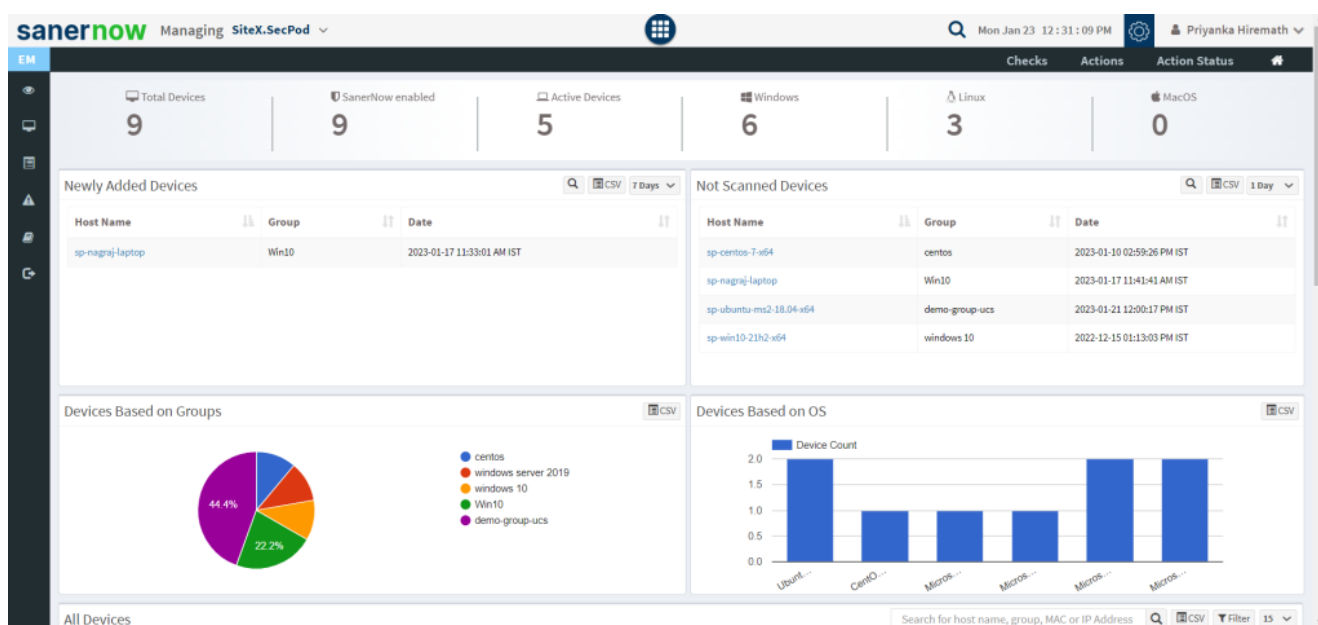 sanernow Managing SiteX.SecPod Mon Jan 23 12:31:09 PM Priyanka Hiremath
EM Checks Actions Action Status
Total Devices SanerNow enabled Active Devices Windows Linux MacOS
9 9 5 6 3 0
Newly Added Devices CSV 7 Days
Host Name Group Date
sp-nagraj-laptop Win10 2023-01-17 11:33:01 AM IST
Not Scanned Devices CSV 1 Day
Host Name Group Date
sp-centos-7-x64 centos 2023-01-10 02:59:26 PM IST
sp-nagraj-laptop Win10 2023-01-17 11:41:41 AM IST
sp-ubuntu-ms2-18.04-x64 demo-group-ucs 2023-01-21 12:00:17 PM IST
sp-win10-21h2-x64 windows 10 2022-12-15 01:13:03 PM IST
Devices Based on Groups CSV
44.4%
22.2%
centos
windows server 2019
windows 10
Win10
demo-group-ucs
Devices Based on OS CSV
Device Count
2.0
1.5
1.0
0.5
0.0
Ubunt... CentO... Micros... Micros... Micros... Micros...
All Devices Search for host name, group, MAC or IP Address CSV Filter 15